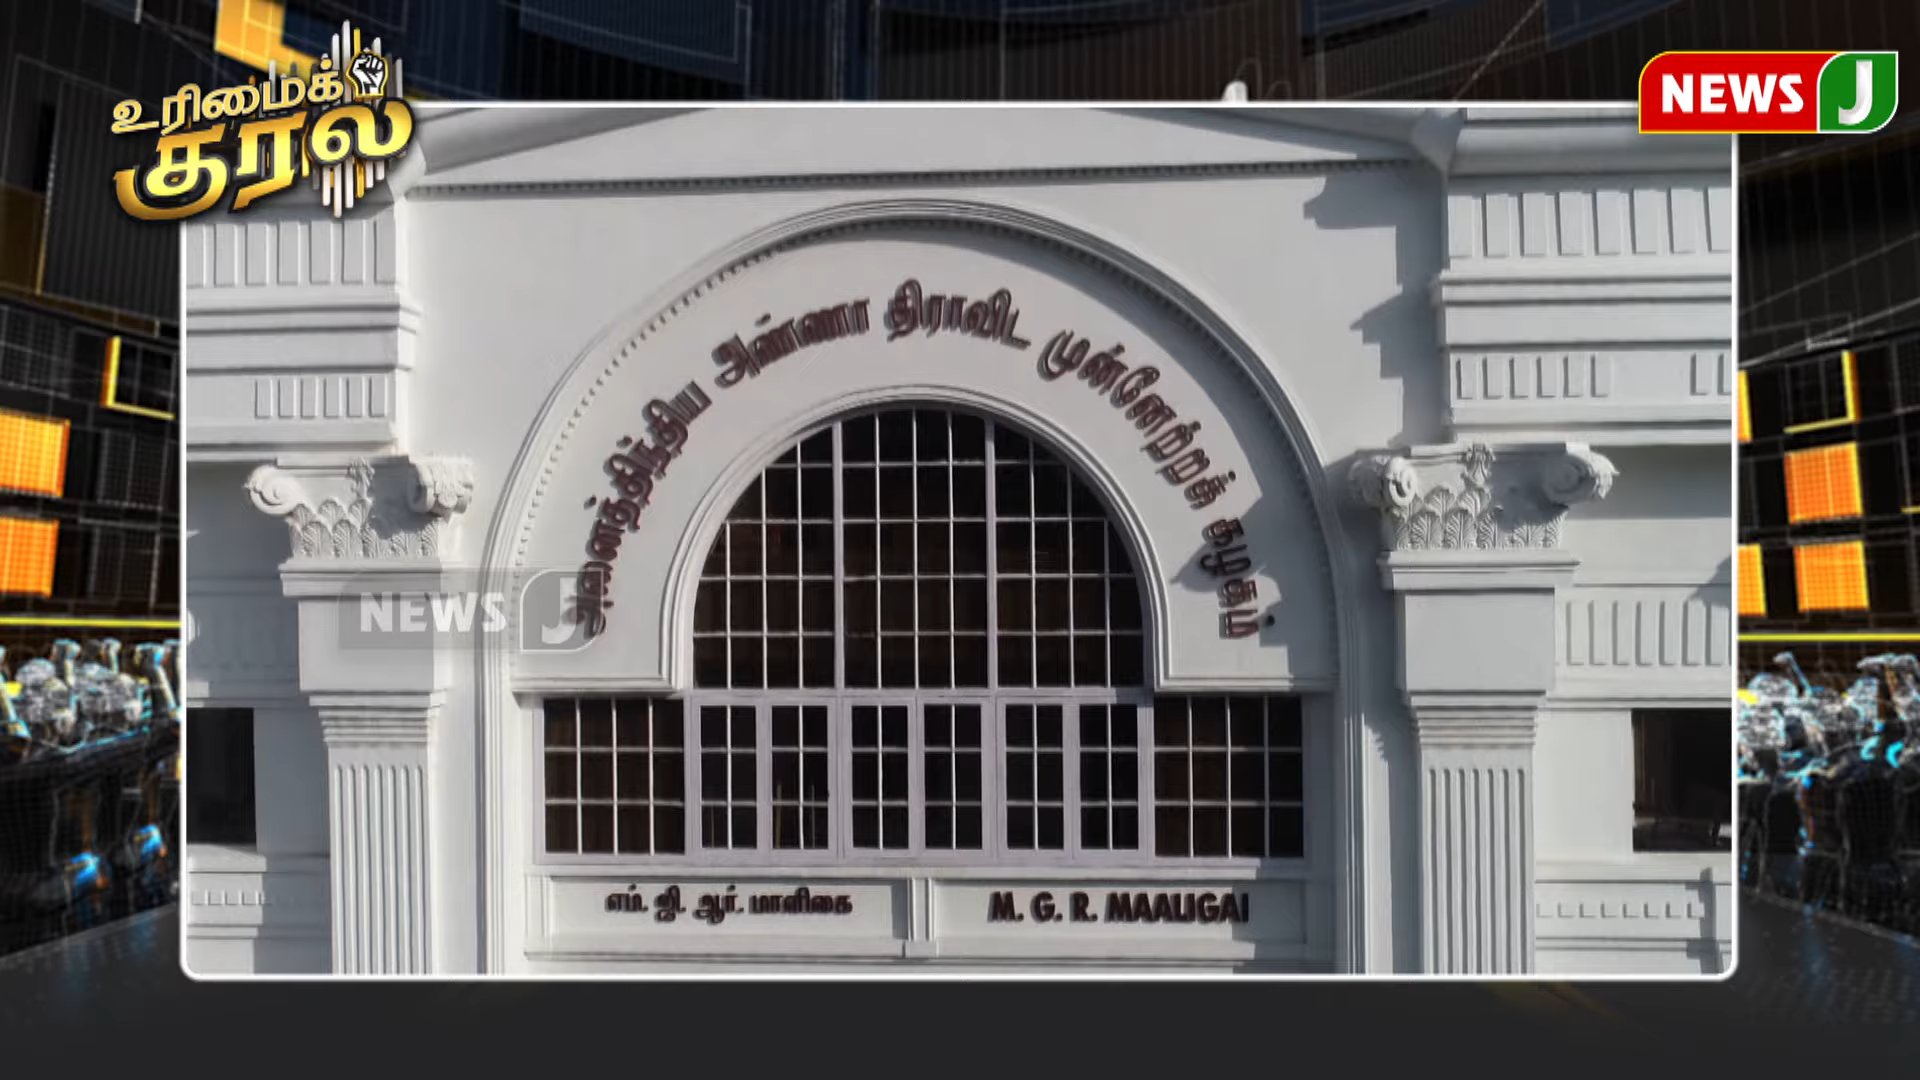 உரிமைக்
குரல்
NEWS J
அனைத்திந்திய அண்ணா திராவிட முன்னேற்றக் கழகம்
NEWS J
எம். ஜி. ஆர். மாளிகை
M. G. R. MAALIGAI